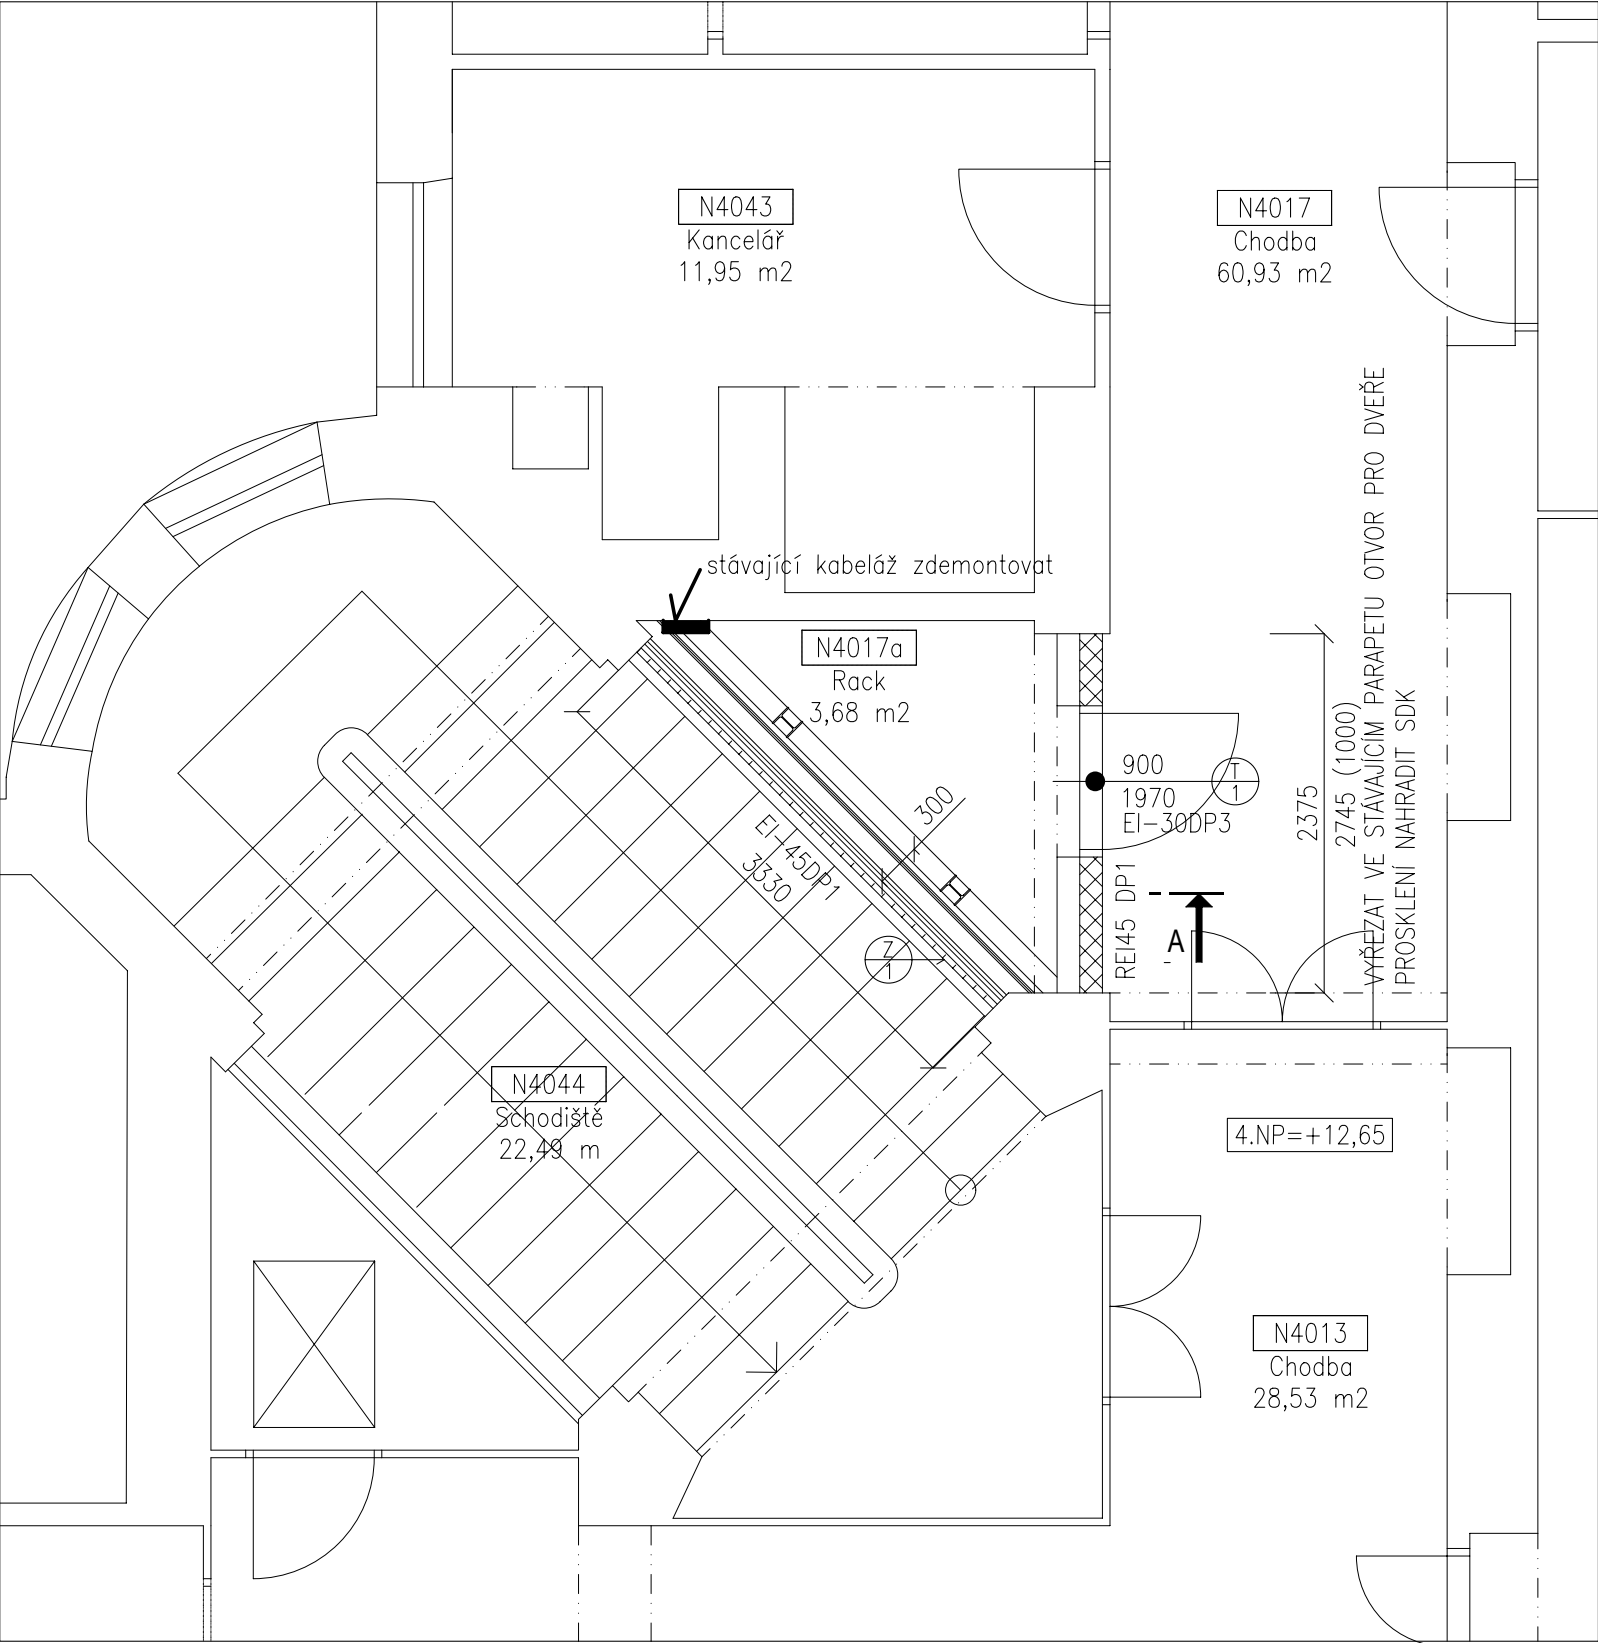 N4043
Kancelář
11,95 m2
N4017
Chodba
60,93 m2
stávající kabeláž zdemontovat
N4017a
Rack
3,68 m2
900
1970
EI-30DP3
T
1
300
EI-45DP1
3330
Z
1
REI45 DP1
A
2375
2745 (1000)
VYŘEZAT VE STÁVAJÍCÍM PARAPETU OTVOR PRO DVEŘE
PROSKLENÍ NAHRADIT SDK
N4044
Schodiště
22,49 m
4.NP=+12,65
N4013
Chodba
28,53 m2